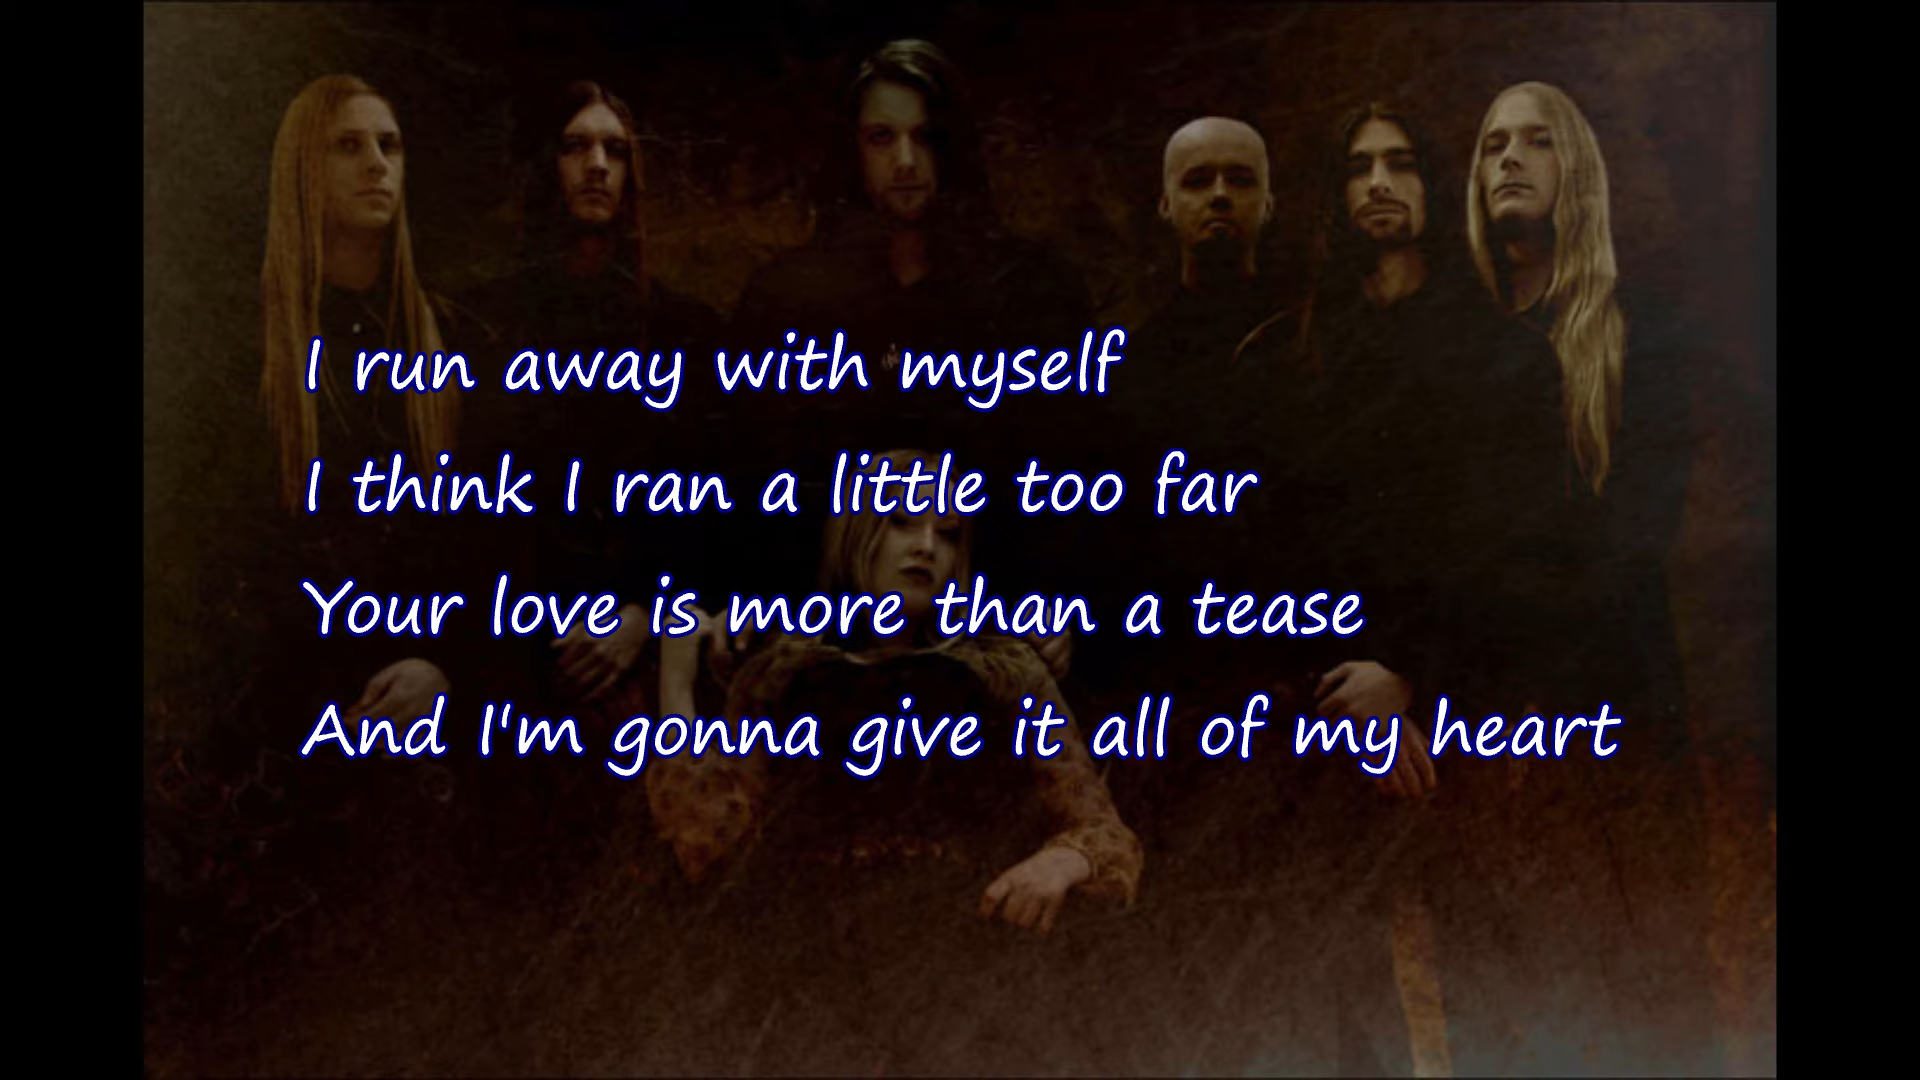 I run away with myself
I think I ran a little too far
Your love is more than a tease
And I'm gonna give it all of my heart